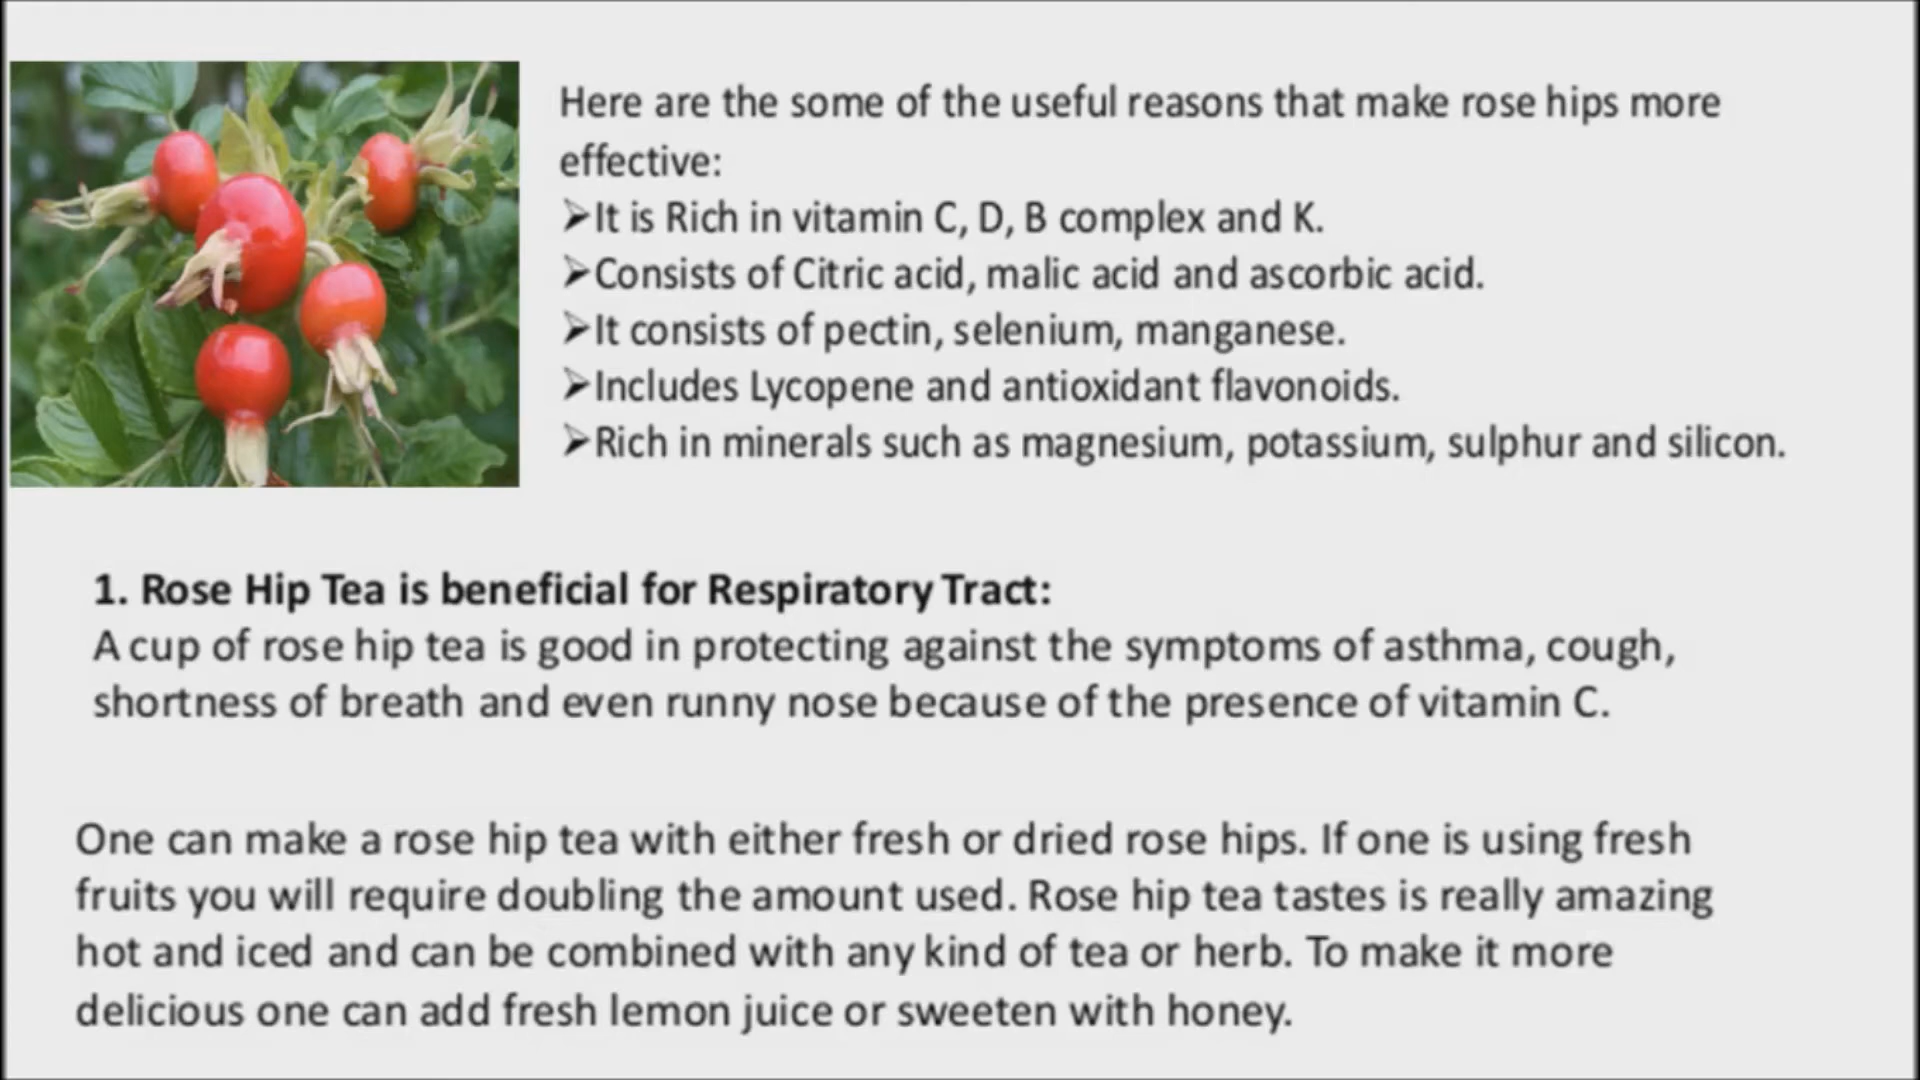 Here are the some of the useful reasons that make rose hips more
effective:
➢It is Rich in vitamin C, D, B complex and K.
➢Consists of Citric acid, malic acid and ascorbic acid.
➢It consists of pectin, selenium, manganese.
➢Includes Lycopene and antioxidant flavonoids.
➢Rich in minerals such as magnesium, potassium, sulphur and silicon.
1. Rose Hip Tea is beneficial for Respiratory Tract:
A cup of rose hip tea is good in protecting against the symptoms of asthma, cough,
shortness of breath and even runny nose because of the presence of vitamin C.
One can make a rose hip tea with either fresh or dried rose hips. If one is using fresh
fruits you will require doubling the amount used. Rose hip tea tastes is really amazing
hot and iced and can be combined with any kind of tea or herb. To make it more
delicious one can add fresh lemon juice or sweeten with honey.